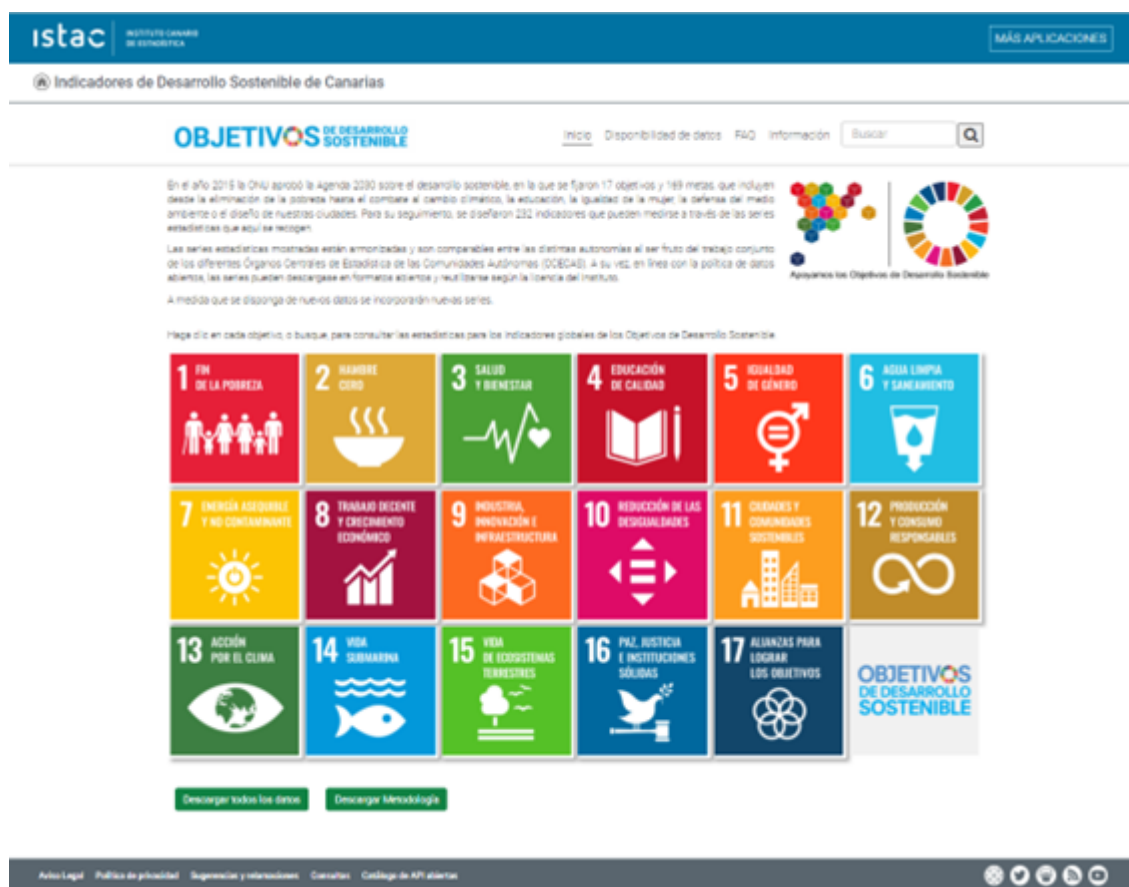 istac
INSTITUTO CANARIO
DE ESTADÍSTICA
MÁS APLICACIONES
Indicadores de Desarrollo Sostenible de Canarias
OBJETIVOS DE DESARROLLO SOSTENIBLE
Inicio Disponibilidad de datos FAQ Información Buscar
En el año 2015 la ONU aprobó la Agenda 2030 sobre el desarrollo sostenible, en la que se fijaron 17 objetivos y 169 metas, que incluyen
desde la eliminación de la pobreza hasta el combate al cambio climático, la educación, la igualdad de la mujer, la defensa del medio
ambiente o el diseño de nuestras ciudades. Para su seguimiento, se diseñaron 232 indicadores que pueden medirse a través de las series
estadísticas que aquí se recogen.
Las series estadísticas mostradas están armonizadas y son comparables entre las distintas autonomías al ser fruto del trabajo conjunto
de los diferentes Órganos Centrales de Estadística de las Comunidades Autónomas (OCECAS). A su vez, en línea con la política de datos
abiertos, las series pueden descargase en formatos abiertos y reutilizarse según la licencia del Instituto.
A medida que se disponga de nuevos datos se incorporarán nuevas series.
Apoyamos los Objetivos de Desarrollo Sostenible
Haga clic en cada objetivo, o busque, para consultar las estadísticas para los indicadores globales de los Objetivos de Desarrollo Sostenible
1 FIN
DE LA POBREZA
2 HAMBRE
CERO
3 SALUD
Y BIENESTAR
4 EDUCACIÓN
DE CALIDAD
5 IGUALDAD
DE GÉNERO
6 AGUA LIMPIA
Y SANEAMIENTO
7 ENERGÍA ASEQUIBLE
Y NO CONTAMINANTE
8 TRABAJO DECENTE
Y CRECIMIENTO
ECONÓMICO
9 INDUSTRIA,
INNOVACIÓN E
INFRAESTRUCTURA
10 REDUCCIÓN DE LAS
DESIGUALDADES
11 CIUDADES Y
COMUNIDADES
SOSTENIBLES
12 PRODUCCIÓN
Y CONSUMO
RESPONSABLES
13 ACCIÓN
POR EL CLIMA
14 VIDA
SUBMARINA
15 VIDA
DE ECOSISTEMAS
TERRESTRES
16 PAZ, JUSTICIA
E INSTITUCIONES
SÓLIDAS
17 ALIANZAS PARA
LOGRAR
LOS OBJETIVOS
OBJETIVOS
DE DESARROLLO
SOSTENIBLE
Descargar todos los datos Descargar Metodología
Aviso Legal Política de privacidad Sugerencias y reclamaciones Consultas Catálogo de API abiertas